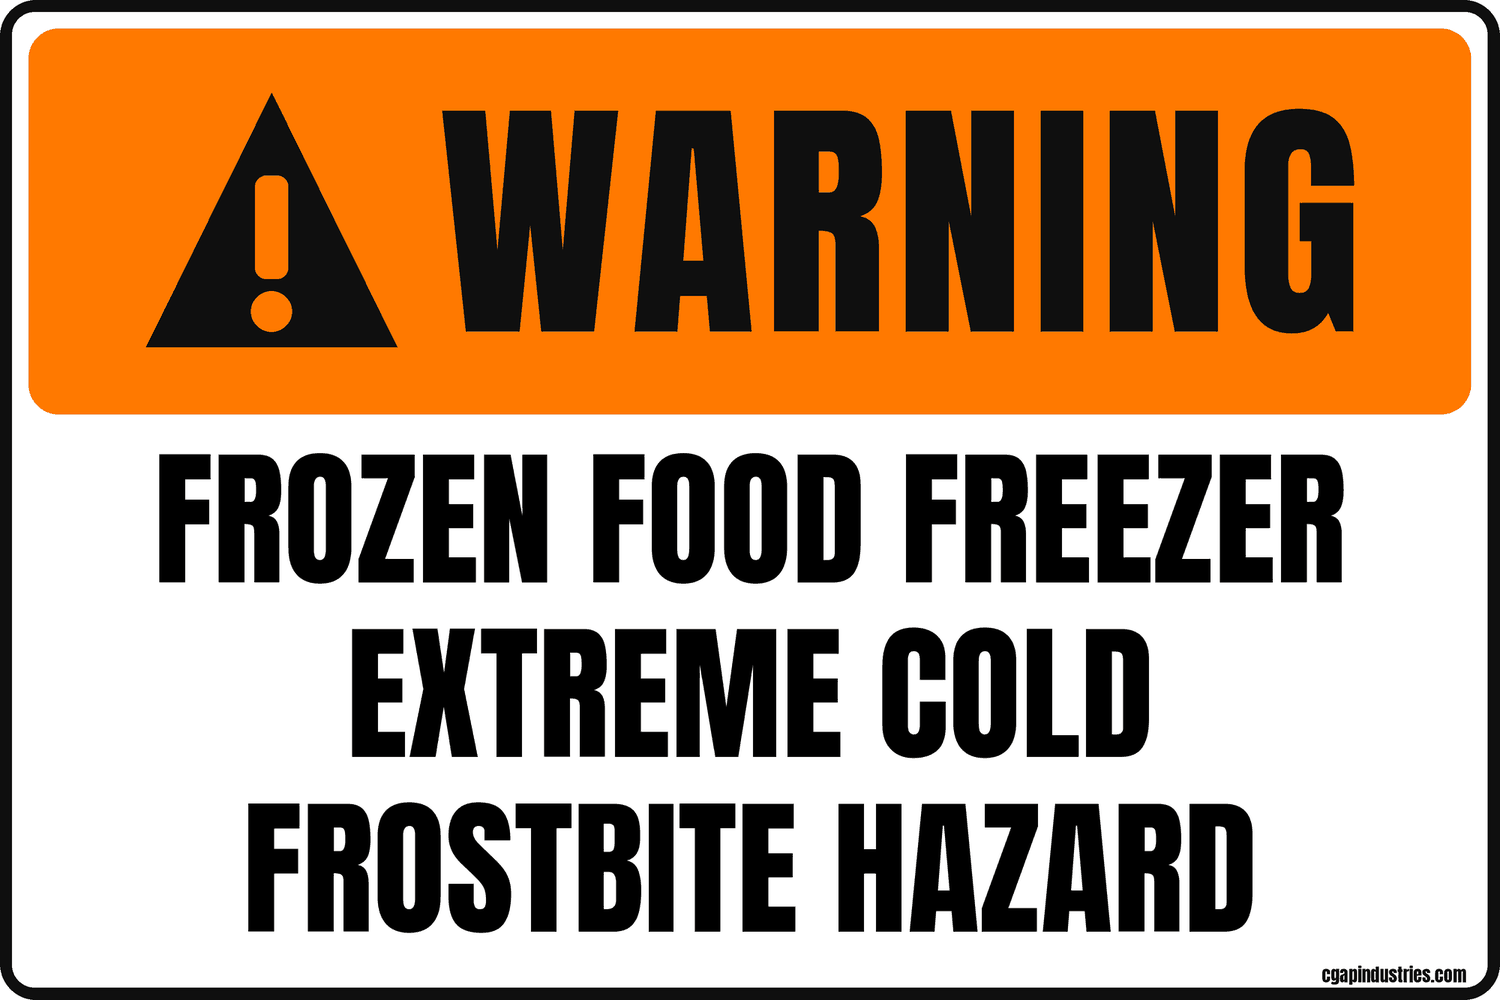 WARNING
FROZEN FOOD FREEZER
EXTREME COLD
FROSTBITE HAZARD
cgapindustries.com